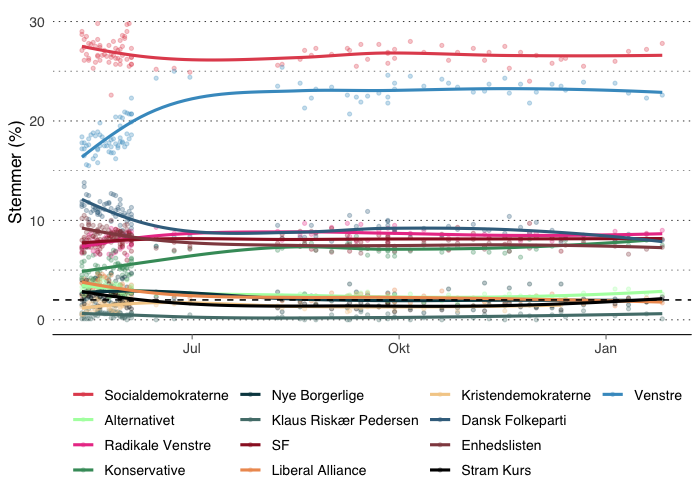 30
20
10
0
Stemmer (%)
Jul
Okt
Jan
Socialdemokraterne
Nye Borgerlige
Kristendemokraterne
Venstre
Alternativet
Klaus Riskær Pedersen
Dansk Folkeparti
Radikale Venstre
SF
Enhedslisten
Konservative
Liberal Alliance
Stram Kurs